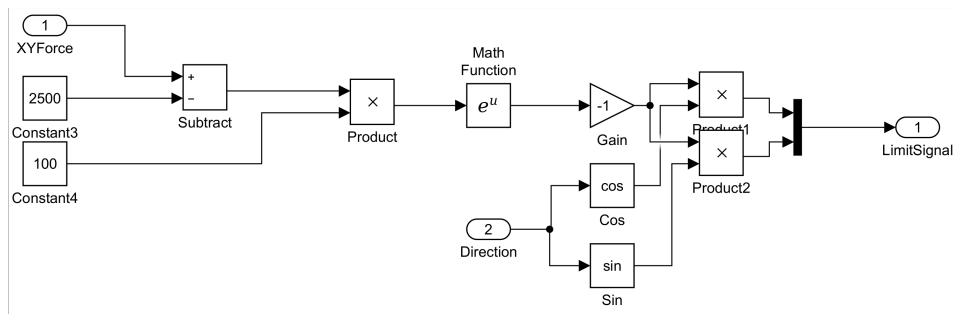 1
XYForce
2500
Constant3
100
Constant4
+
−
Subtract
×
Product
Math
Function
e^u
-1
Gain
×
Product1
×
Product2
cos
Cos
2
Direction
sin
Sin
1
LimitSignal